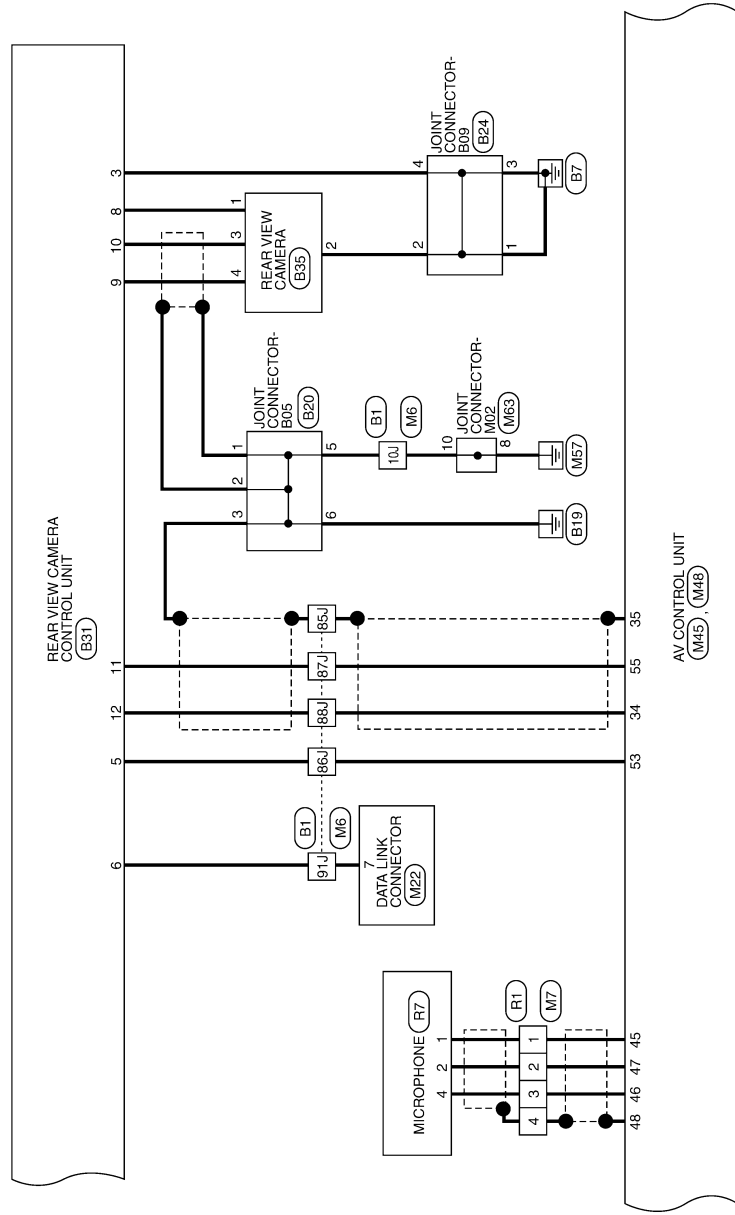 REAR VIEW CAMERA
CONTROL UNIT
B31
6
5
12
11
9
10
8
3
3
2
1
JOINT
CONNECTOR-
B05
B20
6
5
4
3
1
REAR VIEW
CAMERA
B35
2
2
4
JOINT
CONNECTOR-
B09
B24
1
3
B7
B1
M6
10J
10
JOINT
CONNECTOR-
M02
M63
8
M57
B19
B1
M6
91J
86J
88J
87J
85J
7
DATA LINK
CONNECTOR
M22
MICROPHONE
R7
4
2
1
R1
M7
4
3
2
1
48
46
47
45
53
34
55
35
AV CONTROL UNIT
M45 , M48